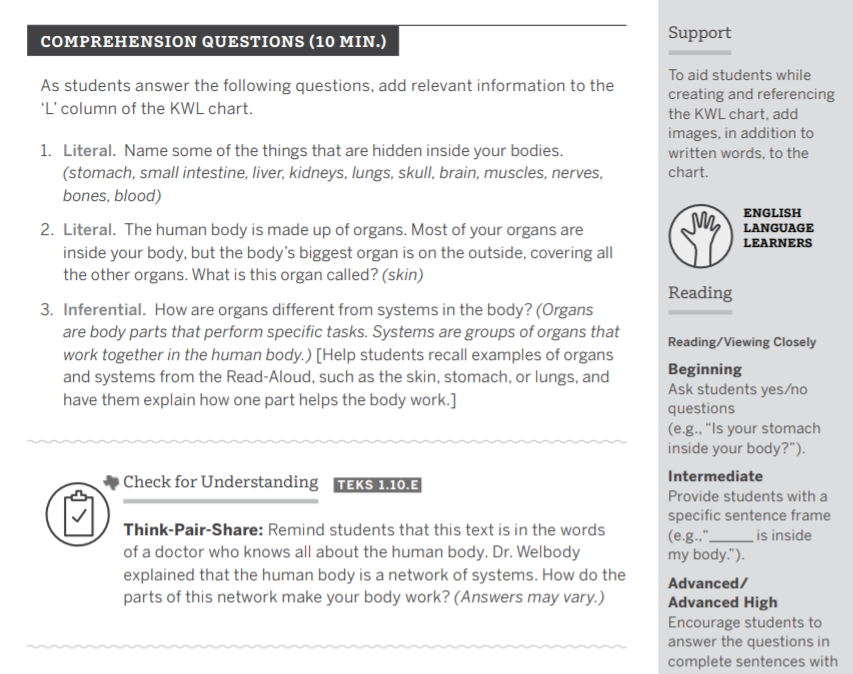 COMPREHENSION QUESTIONS (10 MIN.)
As students answer the following questions, add relevant information to the
‘L’ column of the KWL chart.
1. Literal. Name some of the things that are hidden inside your bodies.
(stomach, small intestine, liver, kidneys, lungs, skull, brain, muscles, nerves,
bones, blood)
2. Literal. The human body is made up of organs. Most of your organs are
inside your body, but the body’s biggest organ is on the outside, covering all
the other organs. What is this organ called? (skin)
3. Inferential. How are organs different from systems in the body? (Organs
are body parts that perform specific tasks. Systems are groups of organs that
work together in the human body.) [Help students recall examples of organs
and systems from the Read-Aloud, such as the skin, stomach, or lungs, and
have them explain how one part helps the body work.]
Check for Understanding TEKS 1.10.E
Think-Pair-Share: Remind students that this text is in the words
of a doctor who knows all about the human body. Dr. Welbody
explained that the human body is a network of systems. How do the
parts of this network make your body work? (Answers may vary.)
Support
To aid students while
creating and referencing
the KWL chart, add
images, in addition to
written words, to the
chart.
ENGLISH
LANGUAGE
LEARNERS
Reading
Reading/Viewing Closely
Beginning
Ask students yes/no
questions
(e.g., “Is your stomach
inside your body?”).
Intermediate
Provide students with a
specific sentence frame
(e.g.,“______ is inside
my body.”).
Advanced/
Advanced High
Encourage students to
answer the questions in
complete sentences with